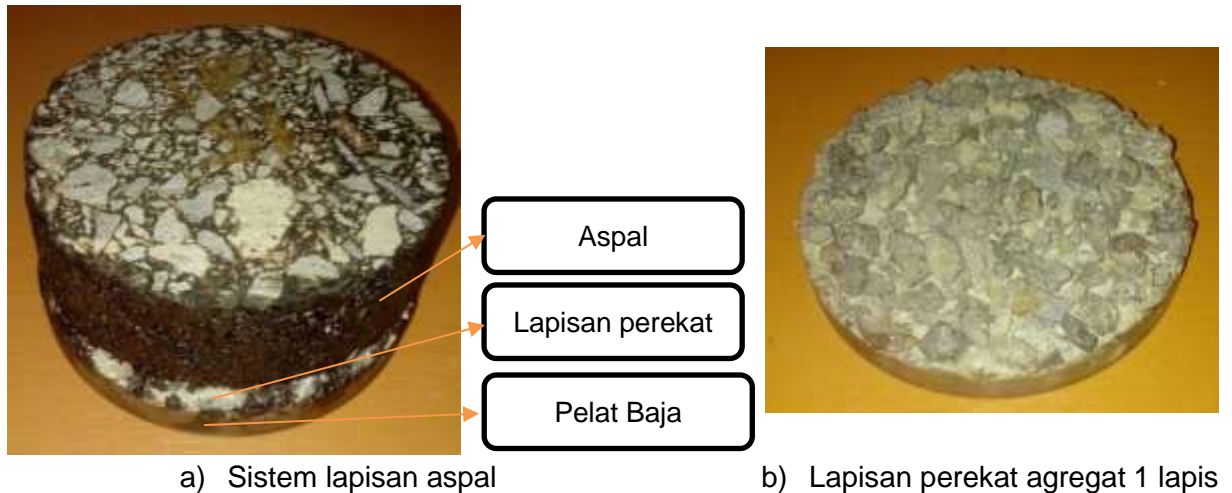 Aspal
Lapisan perekat
Pelat Baja
a) Sistem lapisan aspal
b) Lapisan perekat agregat 1 lapis